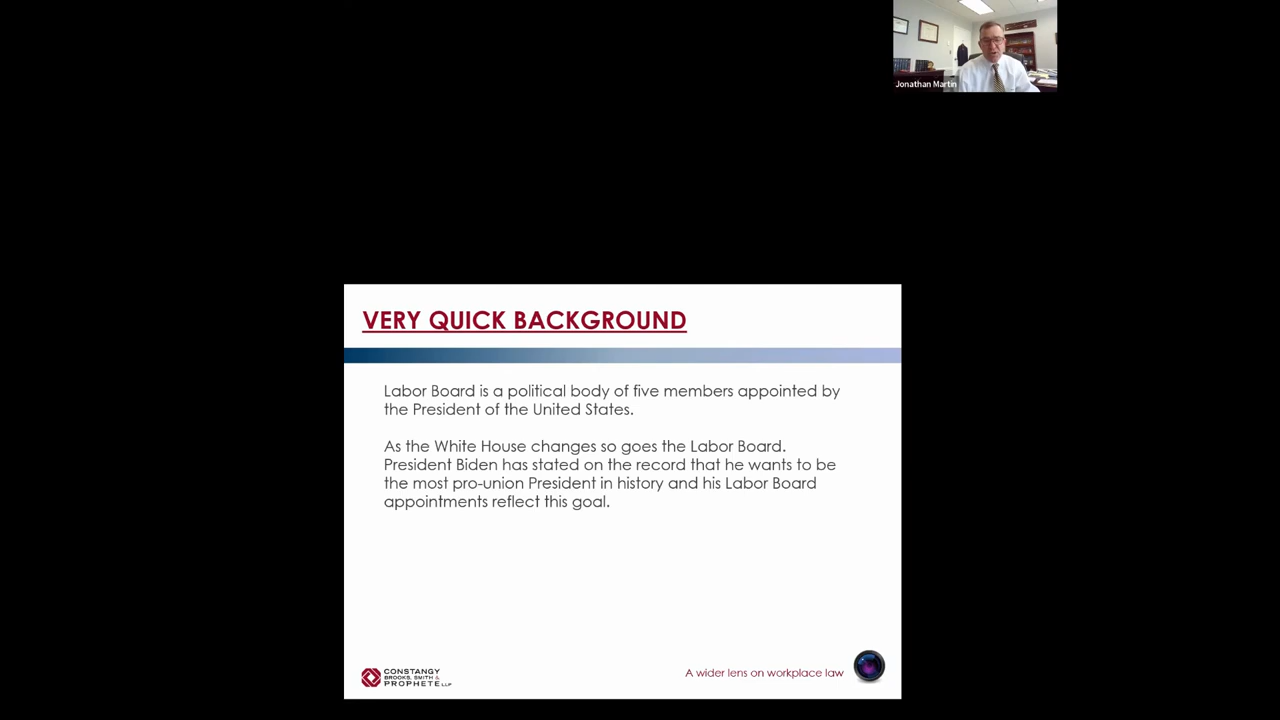 Jonathan Martin
VERY QUICK BACKGROUND
Labor Board is a political body of five members appointed by
the President of the United States.
As the White House changes so goes the Labor Board.
President Biden has stated on the record that he wants to be
the most pro-union President in history and his Labor Board
appointments reflect this goal.
CONSTANGY
BROOKS, SMITH &
PROPHETE LLP
A wider lens on workplace law